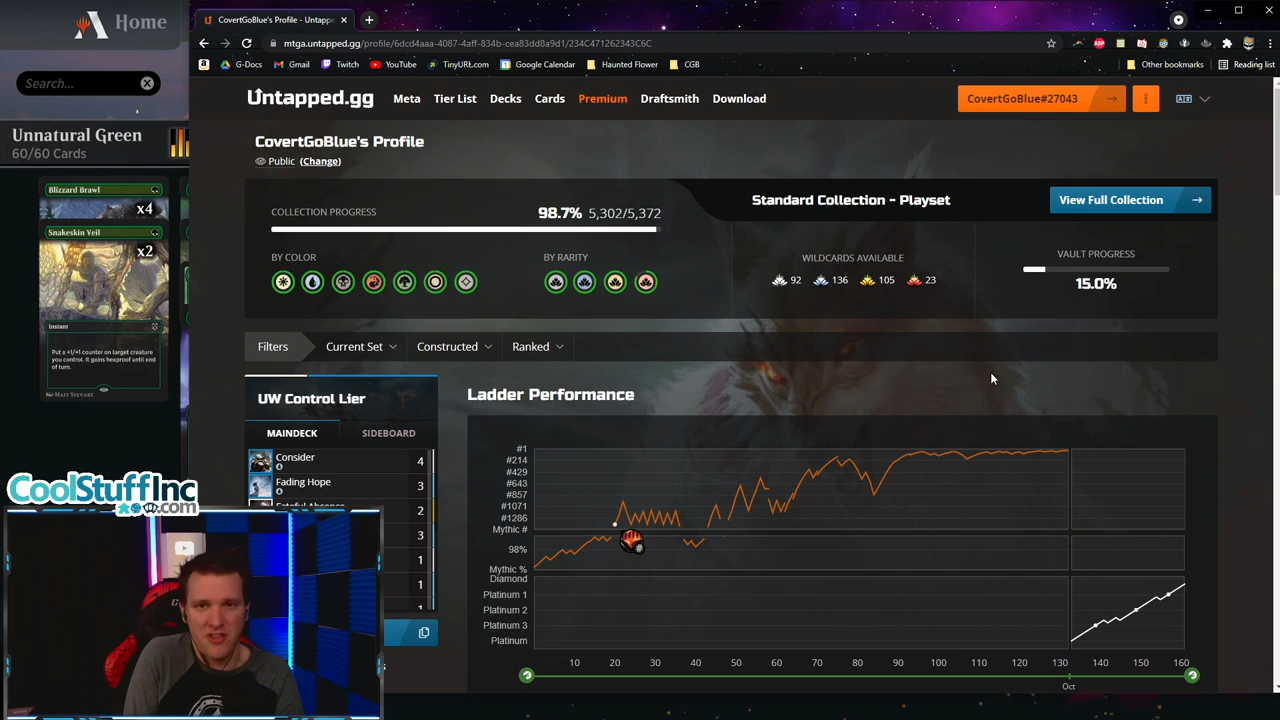 Home
Search...
Unnatural Green
60/60 Cards
Blizzard Brawl
x4
Snakeskin Veil
x2
Instant
Put a +1/+1 counter on target creature
you control. It gains hexproof until end
of turn.
MATT STEWART
CoolStuffInc
.com
CovertGoBlue's Profile - Untappe
mtga.untapped.gg/profile/6dcd4aaa-4087-4aff-834b-cea83dd8a9d1/234C471262343C6C
G-Docs
Gmail
Twitch
YouTube
TinyURL.com
Google Calendar
Haunted Flower
CGB
Other bookmarks
Reading list
Untapped.gg
Meta
Tier List
Decks
Cards
Premium
Draftsmith
Download
CovertGoBlue#27043
CovertGoBlue's Profile
Public (Change)
COLLECTION PROGRESS
98.7% 5,302/5,372
BY COLOR
BY RARITY
Standard Collection - Playset
View Full Collection
WILDCARDS AVAILABLE
92
136
105
23
VAULT PROGRESS
15.0%
Filters
Current Set
Constructed
Ranked
UW Control Lier
MAINDECK
SIDEBOARD
Consider
4
Fading Hope
3
Fateful Absence
2
3
1
1
1
Ladder Performance
#1
#214
#429
#643
#857
#1071
#1286
Mythic #
98%
Mythic %
Diamond
Platinum 1
Platinum 2
Platinum 3
Platinum
10 20 30 40 50 60 70 80 90 100 110 120 130 140 150 160
Oct